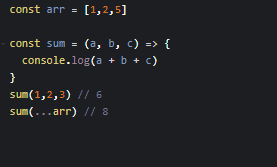 const arr = [1,2,5]
const sum = (a, b, c) => {
console.log(a + b + c)
}
sum(1,2,3) // 6
sum(...arr) // 8